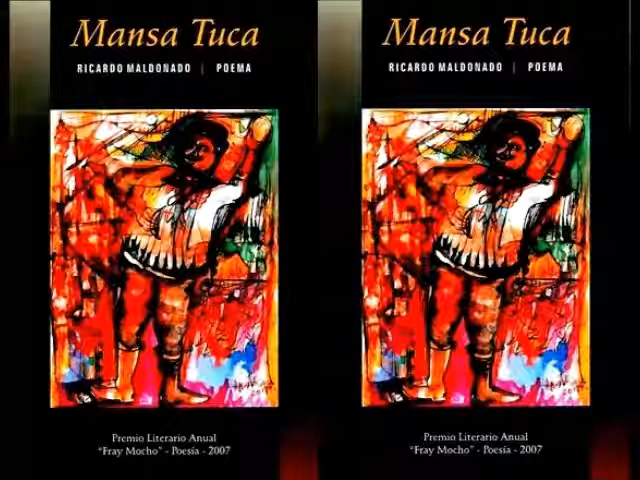 Mansa Tuca
RICARDO MALDONADO | POEMA
Premio Literario Anual
"Fray Mocho" - Poesía - 2007
Mansa Tuca
RICARDO MALDONADO | POEMA
Premio Literario Anual
"Fray Mocho" - Poesía - 2007